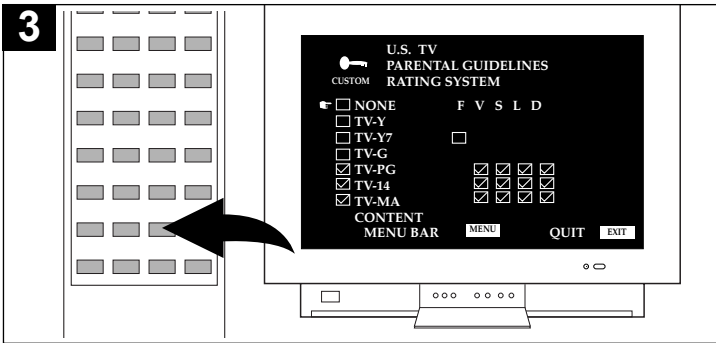 3
U.S. TV
PARENTAL GUIDELINES
CUSTOM RATING SYSTEM
NONE F V S L D
TV-Y
TV-Y7
TV-G
TV-PG
TV-14
TV-MA
CONTENT
MENU BAR MENU QUIT EXIT